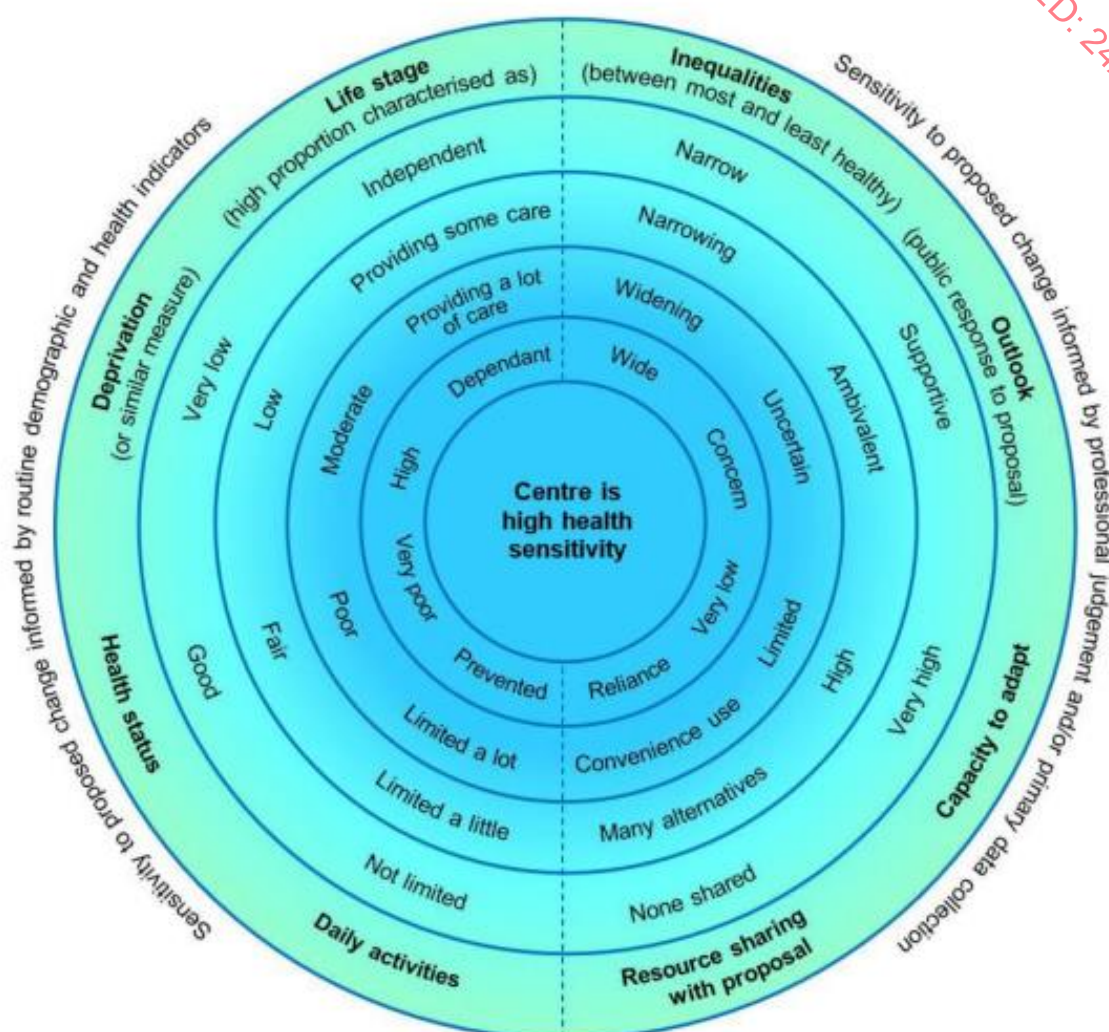 ED: 24
Sensitivity to proposed change informed by routine demographic and health indicators
Sensitivity to proposed change informed by professional judgement and/or primary data collection
Life stage
(high proportion characterised as)
Independent
Providing some care
Providing a lot
of care
Dependant
Inequalities
(between most and least healthy)
Narrow
Narrowing
Widening
Wide
Outlook
(public response to proposal)
Supportive
Ambivalent
Uncertain
Concern
Capacity to adapt
Very high
High
Limited
Very low
Resource sharing
with proposal
None shared
Many alternatives
Convenience use
Reliance
Daily activities
Not limited
Limited a little
Limited a lot
Prevented
Health status
Good
Fair
Poor
Very poor
Deprivation
(or similar measure)
Very low
Low
Moderate
High
Centre is
high health
sensitivity